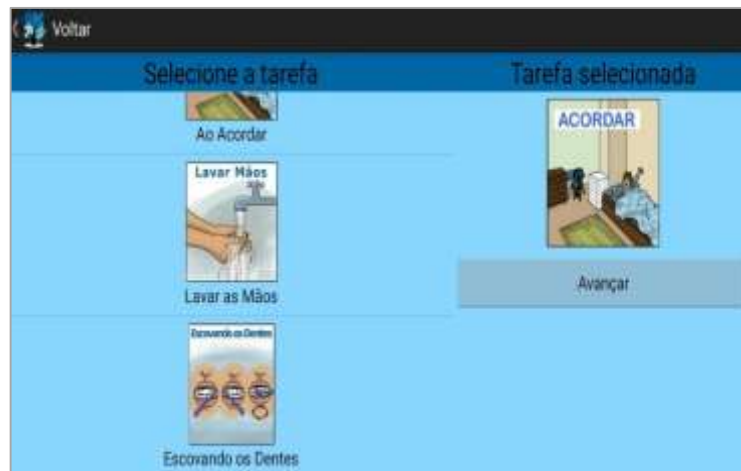 Voltar
Selecione a tarefa
Tarefa selecionada
Ao Acordar
Lavar Mãos
Lavar as Mãos
Escovando os Dentes
Escovando os Dentes
ACORDAR
Avançar